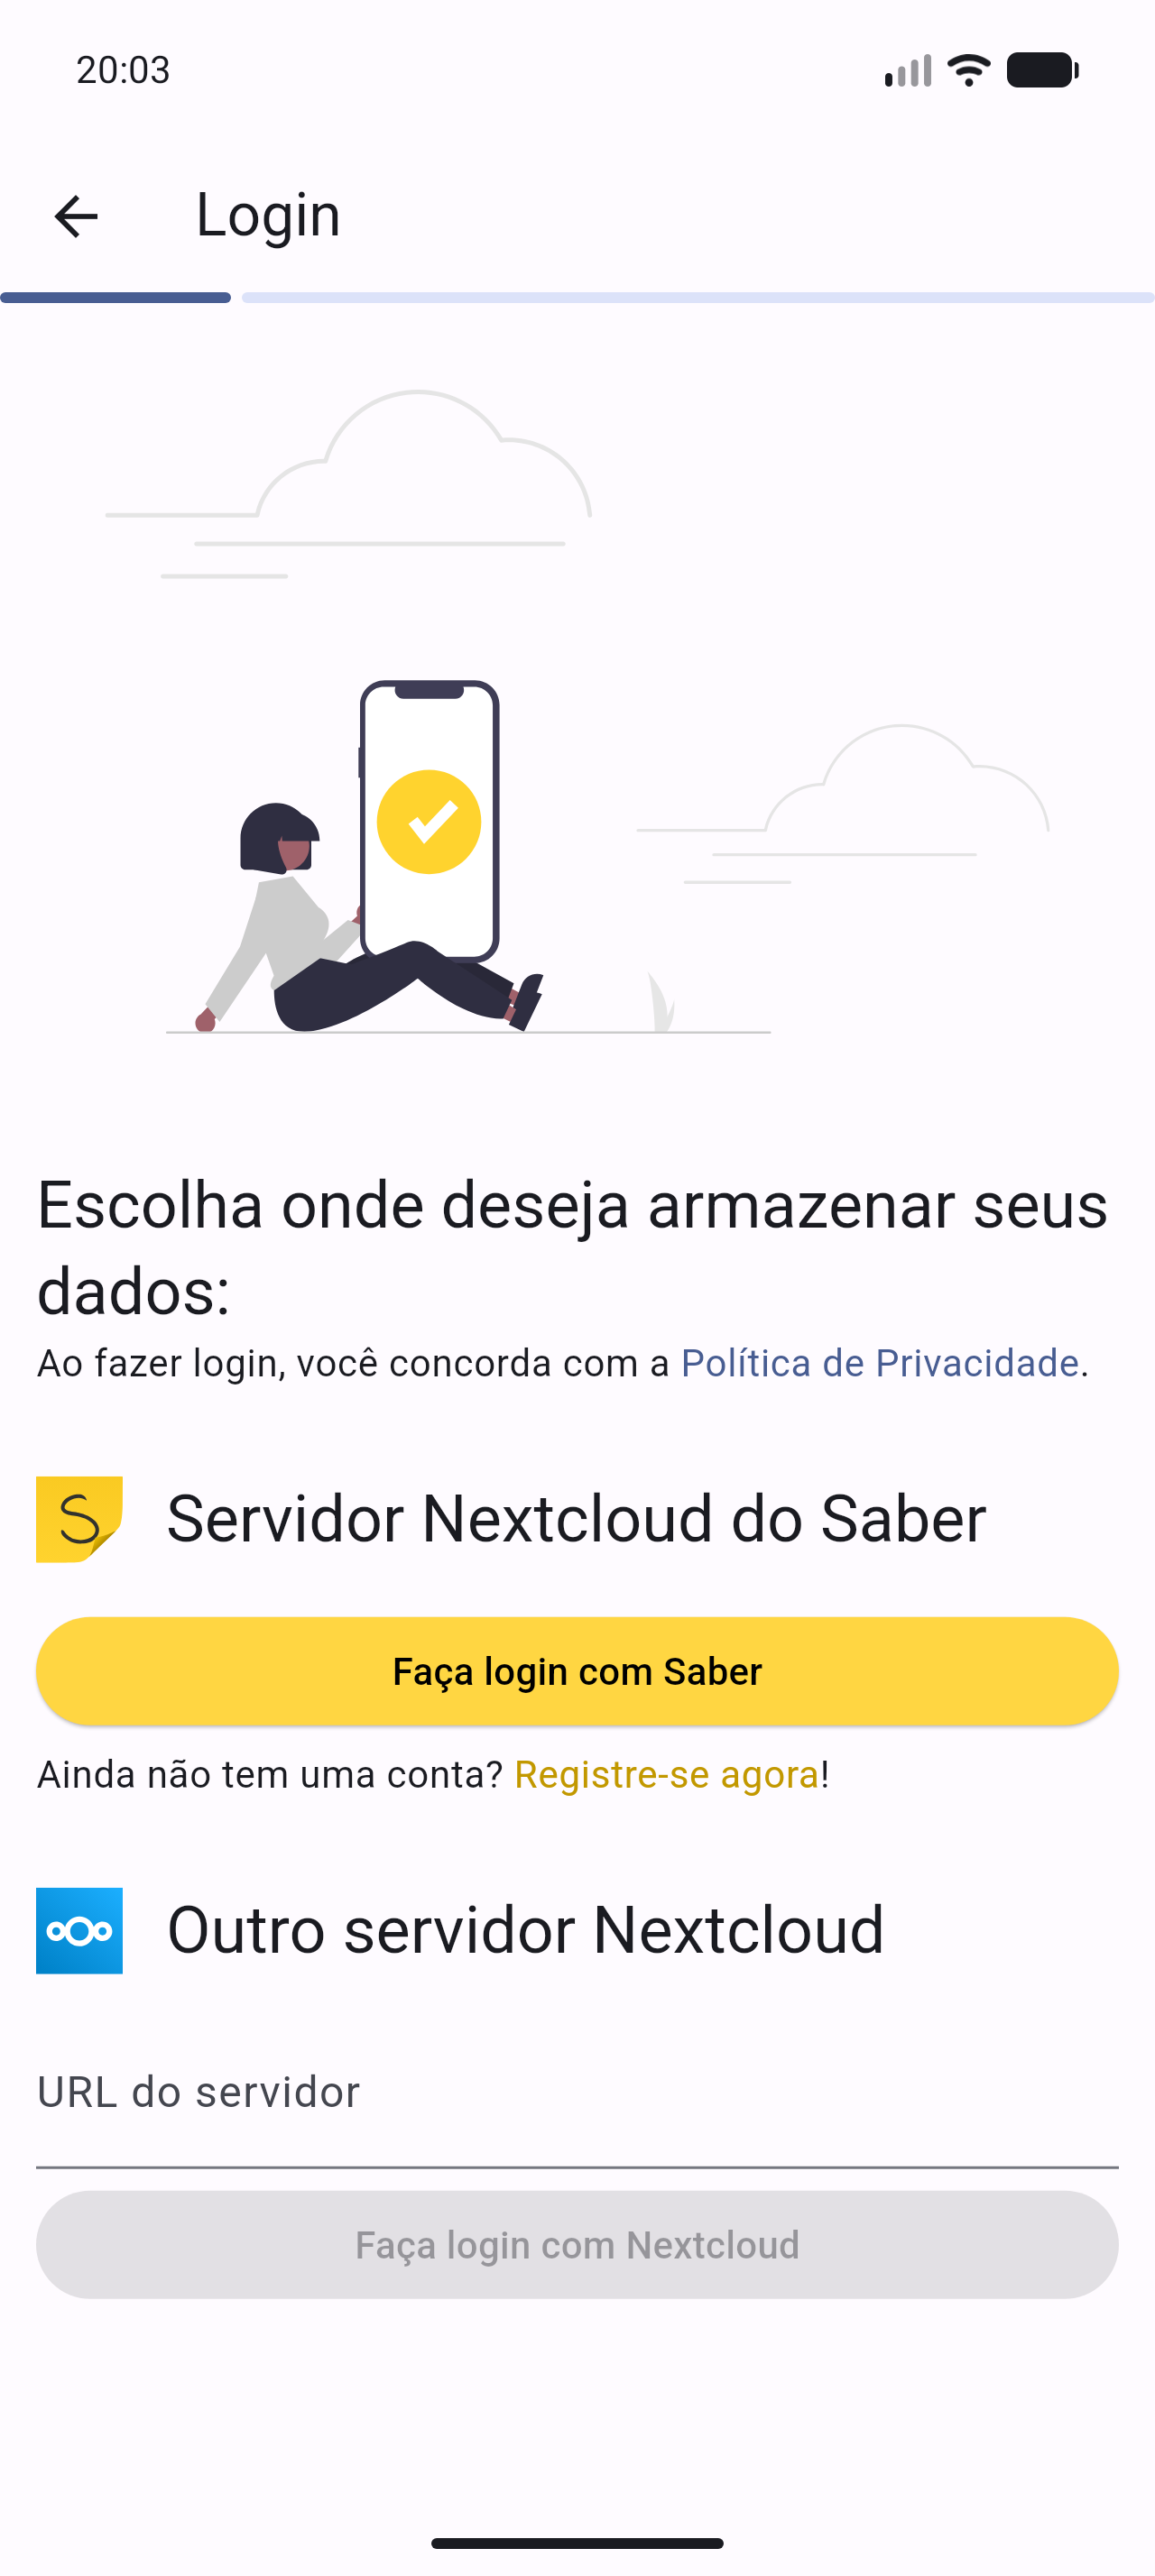 20:03
Login
Escolha onde deseja armazenar seus
dados:
Ao fazer login, você concorda com a Política de Privacidade.
S
Servidor Nextcloud do Saber
Faça login com Saber
Ainda não tem uma conta? Registre-se agora!
Outro servidor Nextcloud
URL do servidor
Faça login com Nextcloud